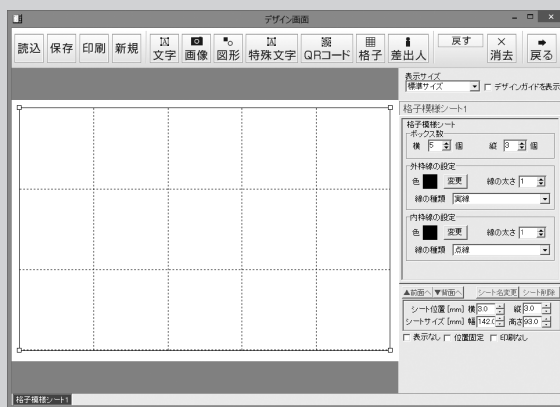 デザイン画面
読込 保存 印刷 新規 文字 画像 図形 特殊文字 QRコード 格子 差出人 戻す 消去 戻る
表示サイズ
標準サイズ デザインガイドを表示
格子模様シート1
格子模様シート
ボックス数
横 5 個 縦 3 個
外枠線の設定
色 変更 線の太さ 1
線の種類 実線
内枠線の設定
色 変更 線の太さ 1
線の種類 点線
▲前面へ ▼背面へ シート名変更 シート削除
シート位置 [mm] 横 3.0 縦 3.0
シートサイズ [mm] 幅 142.0 高さ 93.0
表示なし 位置固定 印刷なし
格子模様シート1